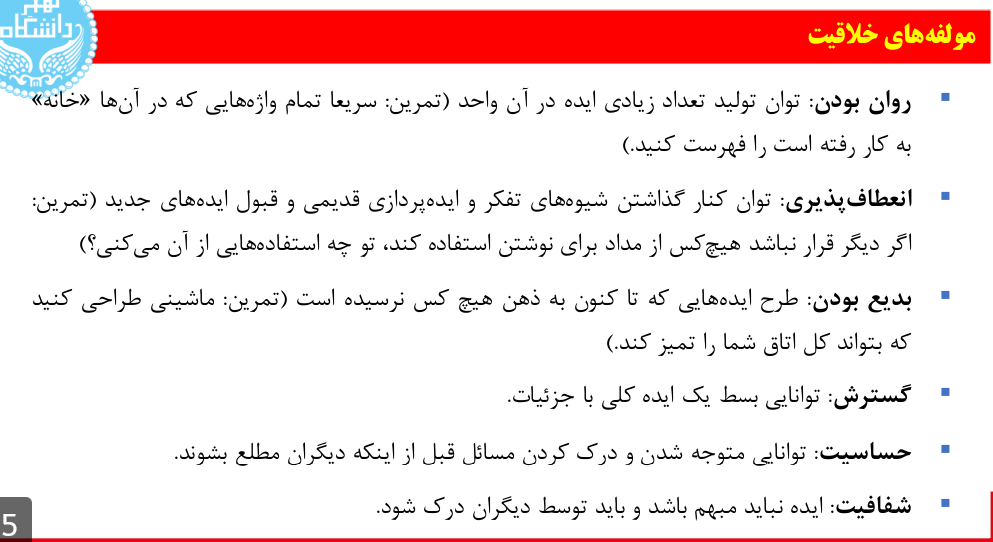 دانشگاه
مولفه‌های خلاقیت
▪ روان بودن: توان تولید تعداد زیادی ایده در آن واحد (تمرین: سریعا تمام واژه‌هایی که در آن‌ها «خانه»
به کار رفته است را فهرست کنید.)
▪ انعطاف‌پذیری: توان کنار گذاشتن شیوه‌های تفکر و ایده‌پردازی قدیمی و قبول ایده‌های جدید (تمرین:
اگر دیگر قرار نباشد هیچ‌کس از مداد برای نوشتن استفاده کند، تو چه استفاده‌هایی از آن می‌کنی؟)
▪ بدیع بودن: طرح ایده‌هایی که تا کنون به ذهن هیچ کس نرسیده است (تمرین: ماشینی طراحی کنید
که بتواند کل اتاق شما را تمیز کند.)
▪ گسترش: توانایی بسط یک ایده کلی با جزئیات.
▪ حساسیت: توانایی متوجه شدن و درک کردن مسائل قبل از اینکه دیگران مطلع بشوند.
▪ شفافیت: ایده نباید مبهم باشد و باید توسط دیگران درک شود.
5